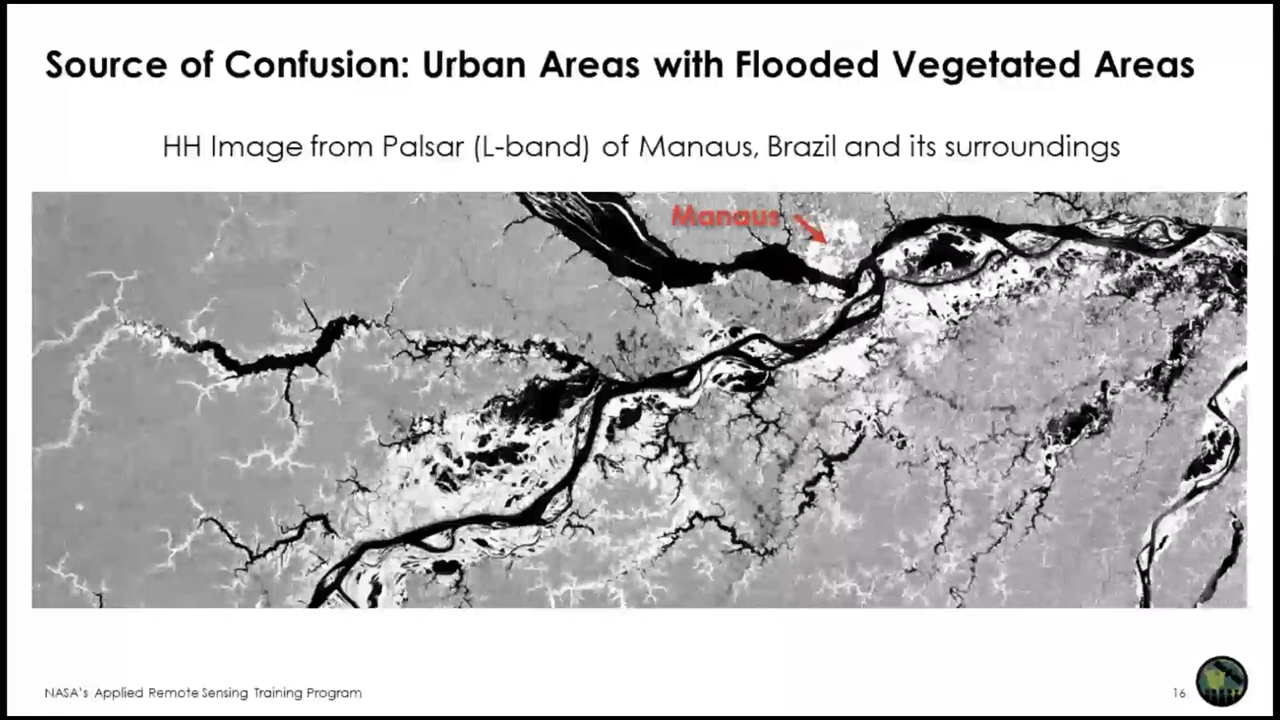 Source of Confusion: Urban Areas with Flooded Vegetated Areas
HH Image from Palsar (L-band) of Manaus, Brazil and its surroundings
Manaus
NASA's Applied Remote Sensing Training Program
16